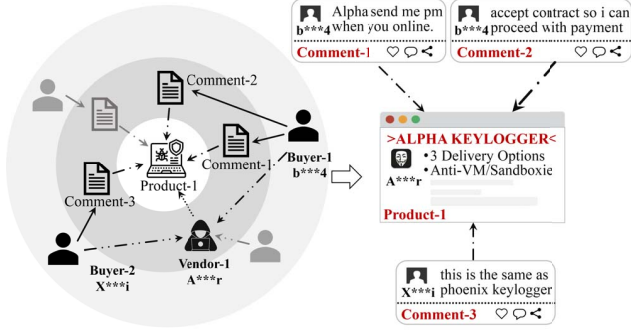 Comment-2
Comment-1
Product-1
Comment-3
Buyer-1
b***4
Buyer-2
X***i
Vendor-1
A***r
Alpha send me pm
b***4 when you online.
Comment-1
accept contract so i can
b***4 proceed with payment
Comment-2
>ALPHA KEYLOGGER<
•3 Delivery Options
•Anti-VM/Sandboxie
A***r
Product-1
this is the same as
X***i phoenix keylogger
Comment-3